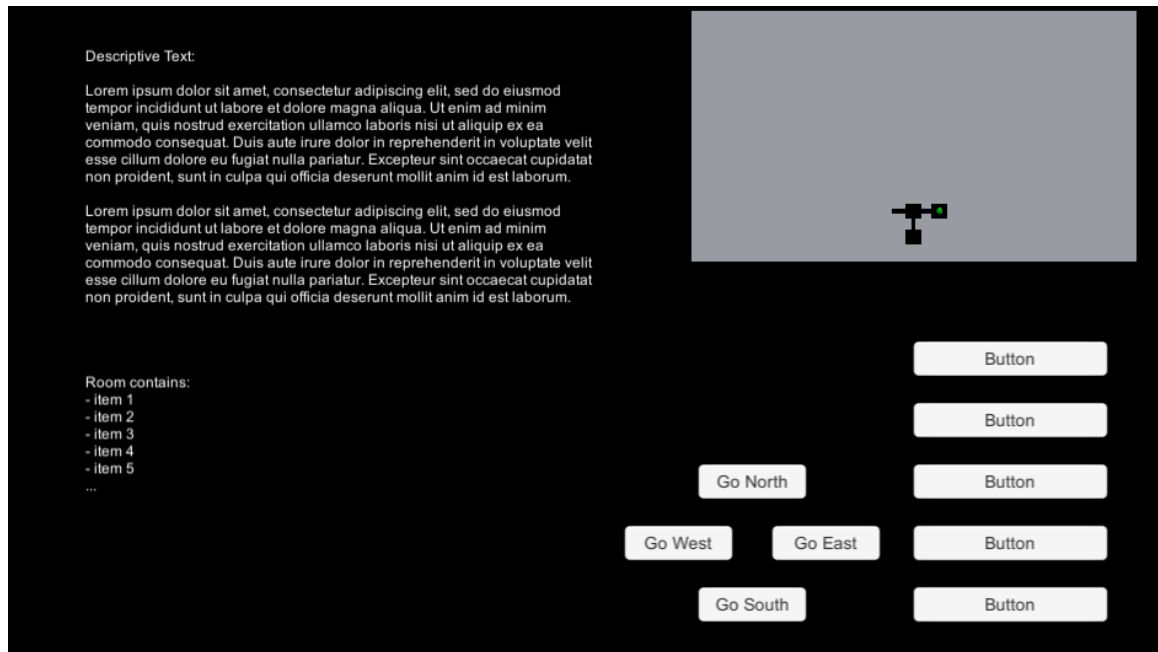 Descriptive Text:
Lorem ipsum dolor sit amet, consectetur adipiscing elit, sed do eiusmod
tempor incididunt ut labore et dolore magna aliqua. Ut enim ad minim
veniam, quis nostrud exercitation ullamco laboris nisi ut aliquip ex ea
commodo consequat. Duis aute irure dolor in reprehenderit in voluptate velit
esse cillum dolore eu fugiat nulla pariatur. Excepteur sint occaecat cupidatat
non proident, sunt in culpa qui officia deserunt mollit anim id est laborum.
Lorem ipsum dolor sit amet, consectetur adipiscing elit, sed do eiusmod
tempor incididunt ut labore et dolore magna aliqua. Ut enim ad minim
veniam, quis nostrud exercitation ullamco laboris nisi ut aliquip ex ea
commodo consequat. Duis aute irure dolor in reprehenderit in voluptate velit
esse cillum dolore eu fugiat nulla pariatur. Excepteur sint occaecat cupidatat
non proident, sunt in culpa qui officia deserunt mollit anim id est laborum.
Room contains:
- item 1
- item 2
- item 3
- item 4
- item 5
...
Go North
Go West
Go East
Go South
Button
Button
Button
Button
Button